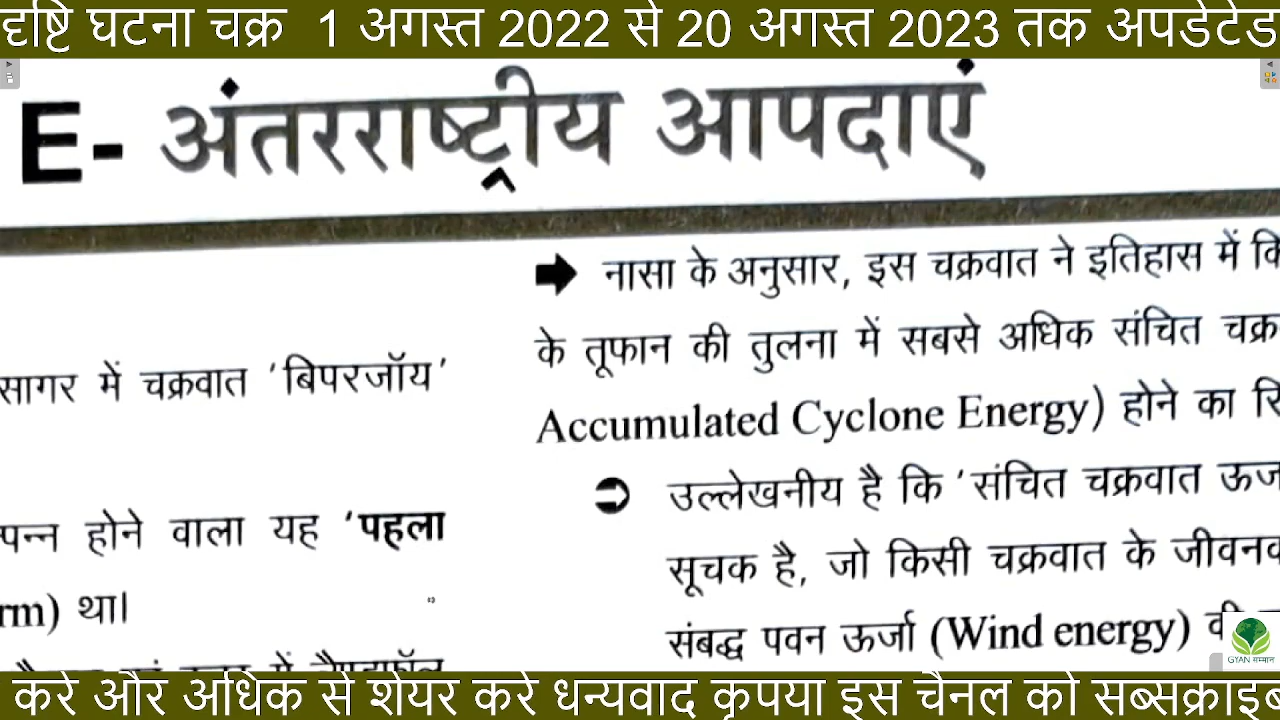 दृष्टि घटना चक्र 1 अगस्त 2022 से 20 अगस्त 2023 तक अपडेटेड
E- अंतरराष्ट्रीय आपदाएं
सागर में चक्रवात 'बिपरजॉय'
पन्न होने वाला यह 'पहला
rm) था।
➡ नासा के अनुसार, इस चक्रवात ने इतिहास में
के तूफान की तुलना में सबसे अधिक संचित
Accumulated Cyclone Energy) होने का
➲ उल्लेखनीय है कि 'संचित चक्रवात
सूचक है, जो किसी चक्रवात के
संबद्ध पवन ऊर्जा (Wind energy)
GYAN सम्मान
करे और अधिक से शेयर करे धन्यवाद कृपया इस चैनल को सब्सक्राइब